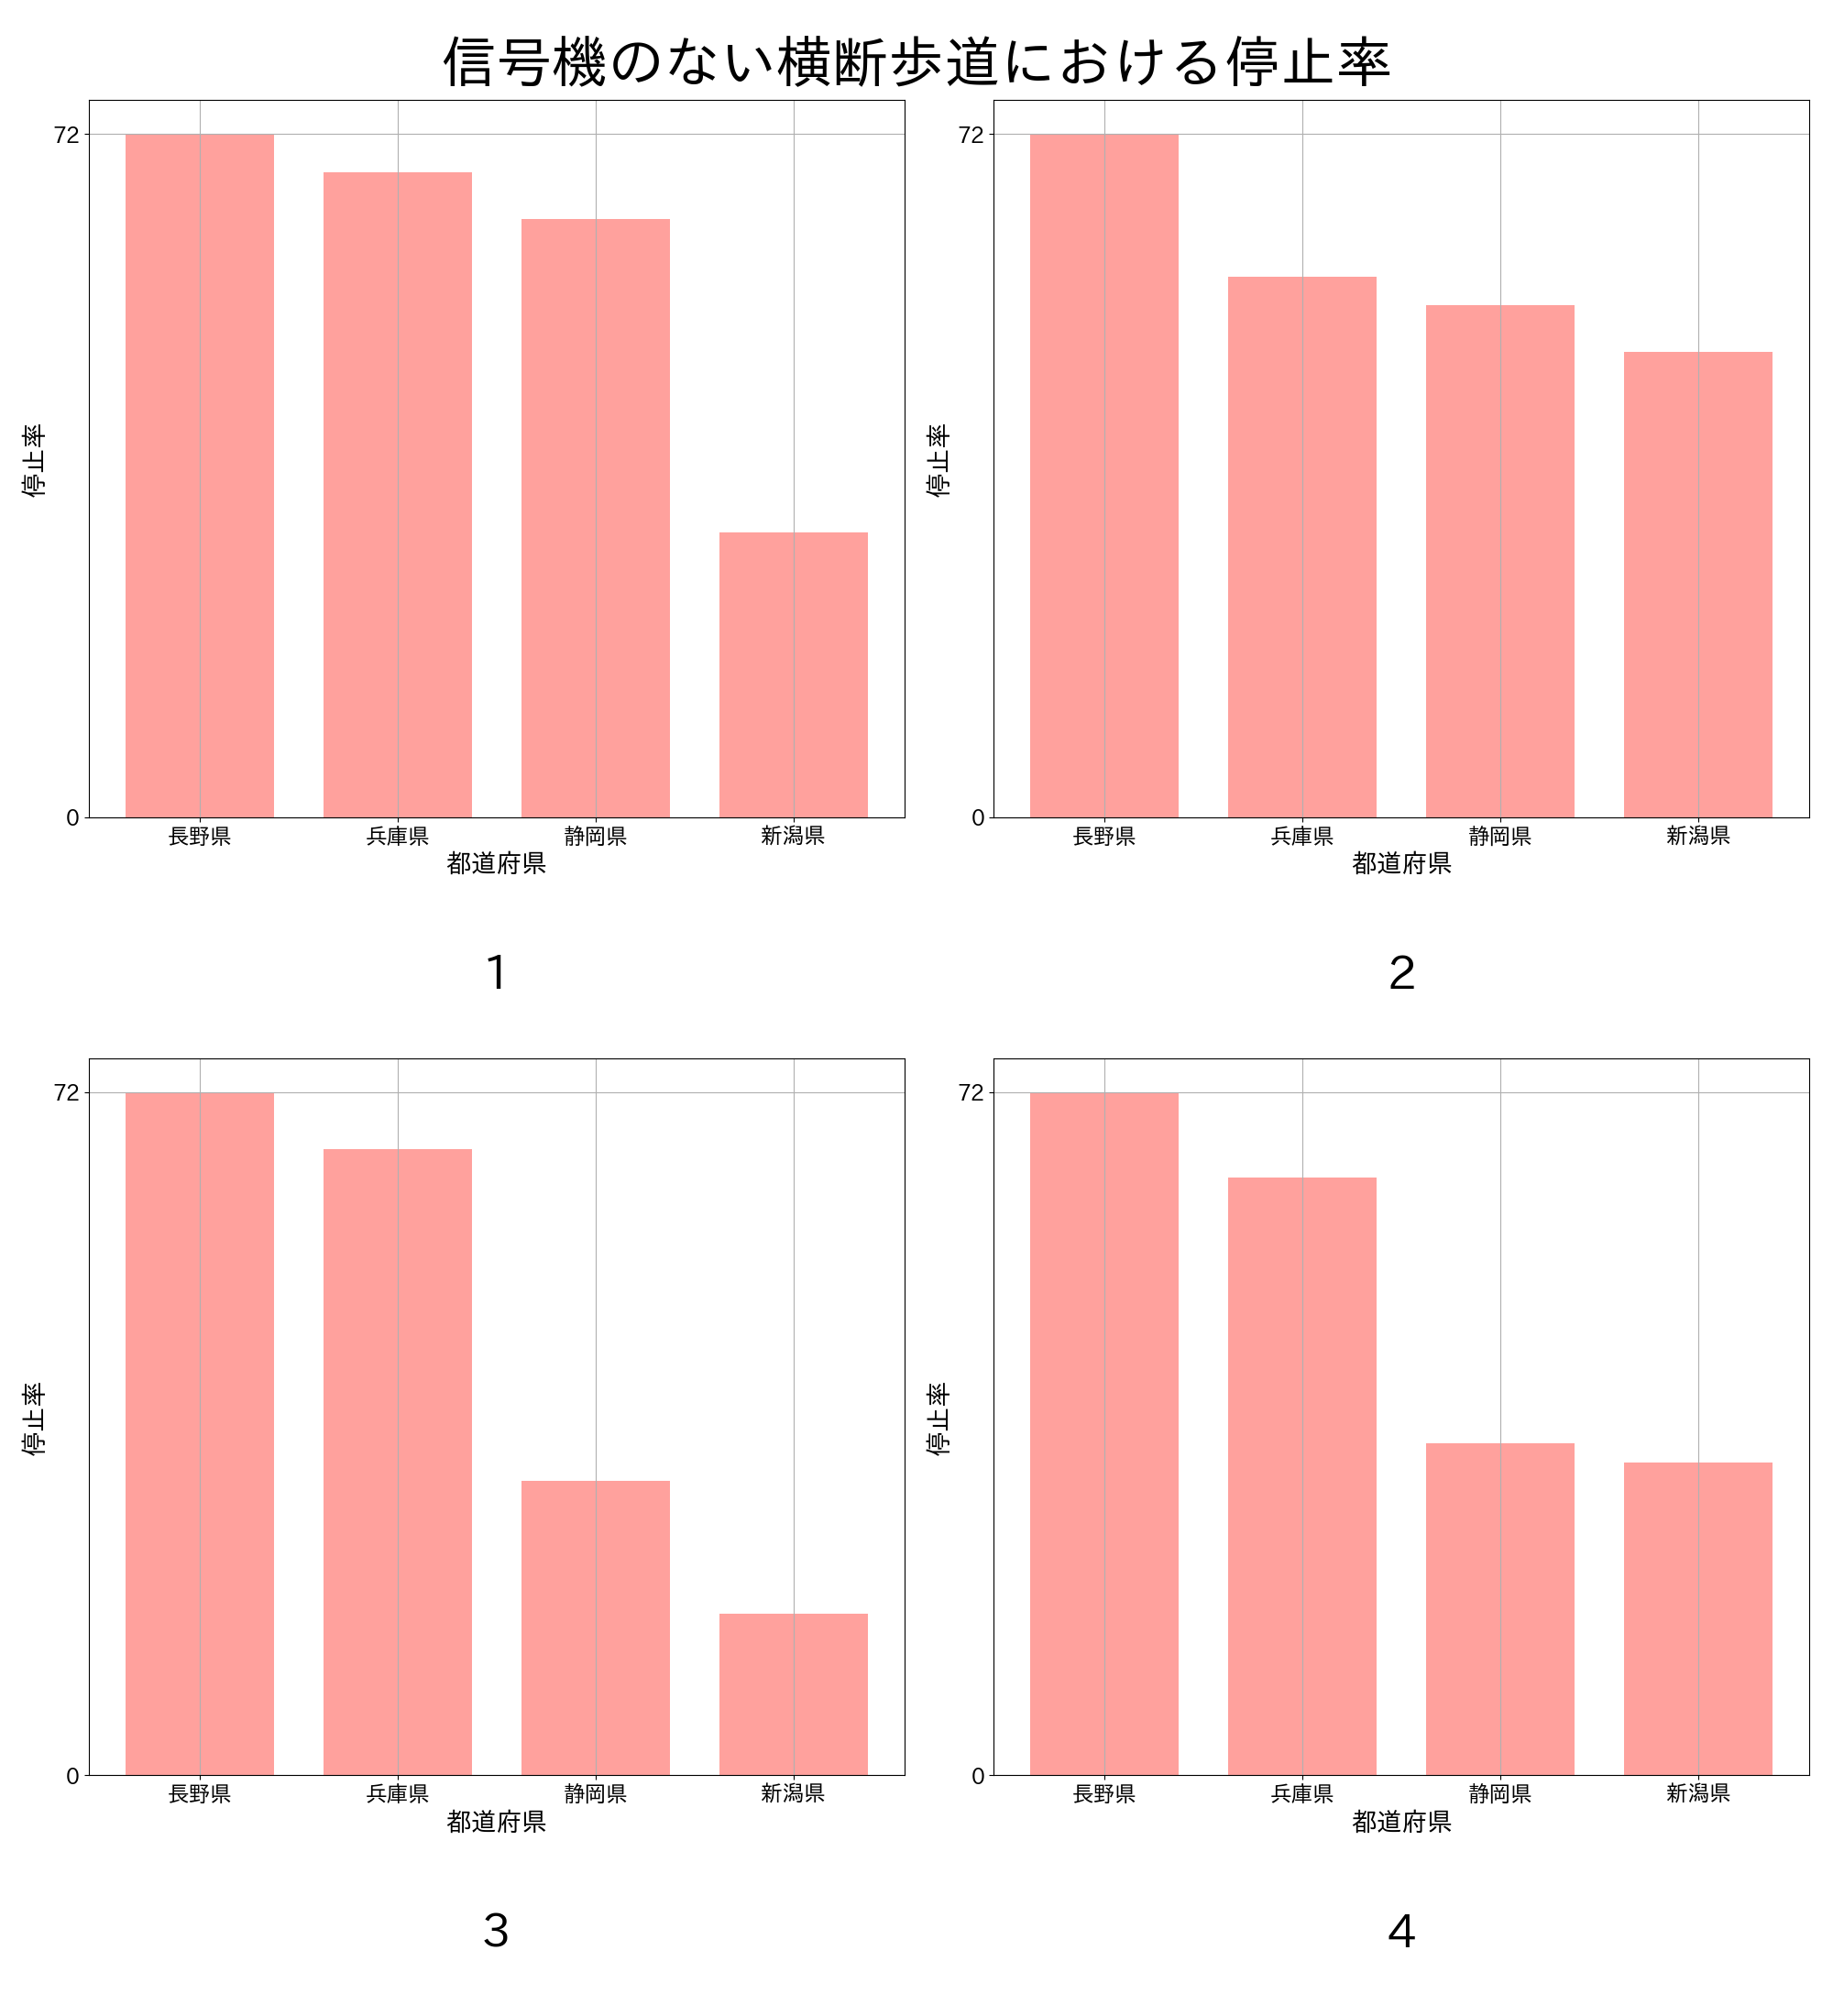 信号機のない横断歩道における停止率
72
0
停止率
長野県 兵庫県 静岡県 新潟県
都道府県
1
72
0
停止率
長野県 兵庫県 静岡県 新潟県
都道府県
2
72
0
停止率
長野県 兵庫県 静岡県 新潟県
都道府県
3
72
0
停止率
長野県 兵庫県 静岡県 新潟県
都道府県
4